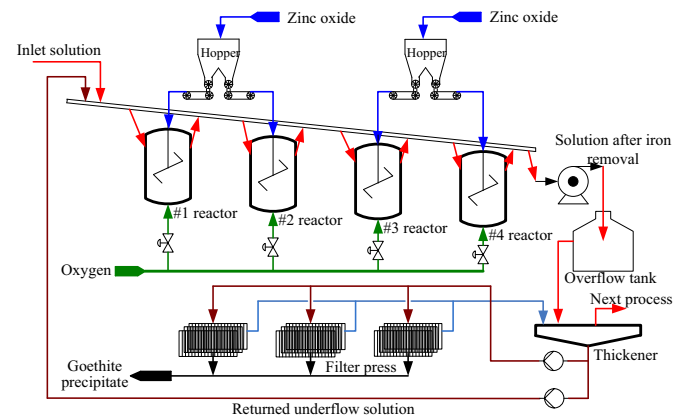 Zinc oxide
Zinc oxide
Hopper
Hopper
Inlet solution
Solution after iron
removal
#1 reactor
#2 reactor
#3 reactor
#4 reactor
Oxygen
Overflow tank
Next process
Thickener
Filter press
Goethite
precipitate
Returned underflow solution